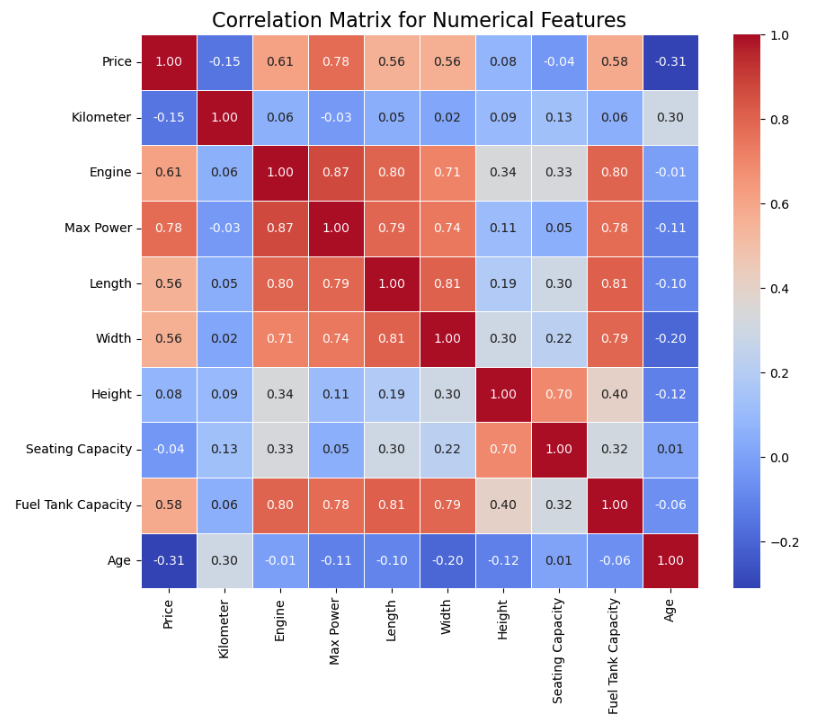 Correlation Matrix for Numerical Features
Price 1.00 -0.15 0.61 0.78 0.56 0.56 0.08 -0.04 0.58 -0.31
Kilometer -0.15 1.00 0.06 -0.03 0.05 0.02 0.09 0.13 0.06 0.30
Engine 0.61 0.06 1.00 0.87 0.80 0.71 0.34 0.33 0.80 -0.01
Max Power 0.78 -0.03 0.87 1.00 0.79 0.74 0.11 0.05 0.78 -0.11
Length 0.56 0.05 0.80 0.79 1.00 0.81 0.19 0.30 0.81 -0.10
Width 0.56 0.02 0.71 0.74 0.81 1.00 0.30 0.22 0.79 -0.20
Height 0.08 0.09 0.34 0.11 0.19 0.30 1.00 0.70 0.40 -0.12
Seating Capacity -0.04 0.13 0.33 0.05 0.30 0.22 0.70 1.00 0.32 0.01
Fuel Tank Capacity 0.58 0.06 0.80 0.78 0.81 0.79 0.40 0.32 1.00 -0.06
Age -0.31 0.30 -0.01 -0.11 -0.10 -0.20 -0.12 0.01 -0.06 1.00
Price
Kilometer
Engine
Max Power
Length
Width
Height
Seating Capacity
Fuel Tank Capacity
Age
1.0
0.8
0.6
0.4
0.2
0.0
−0.2